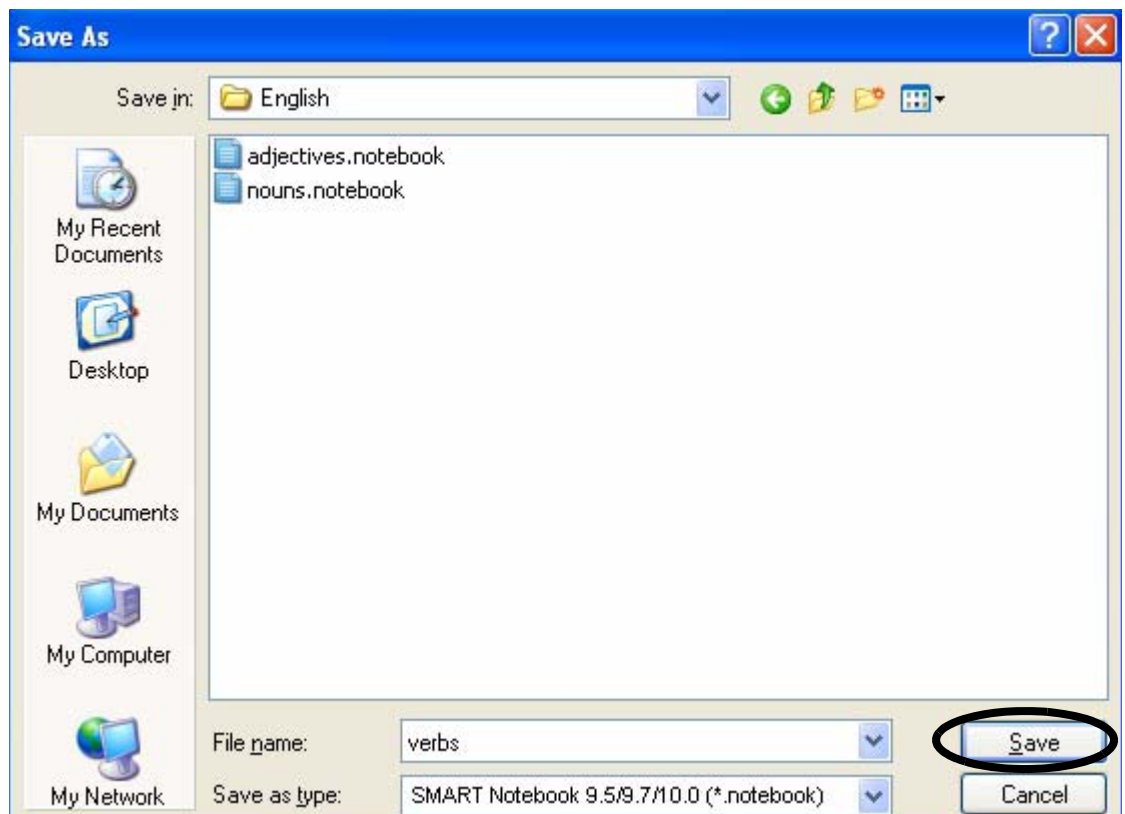 Save As
Save in: English
adjectives.notebook
nouns.notebook
My Recent
Documents
Desktop
My Documents
My Computer
My Network
File name: verbs Save
Save as type: SMART Notebook 9.5/9.7/10.0 (*.notebook) Cancel